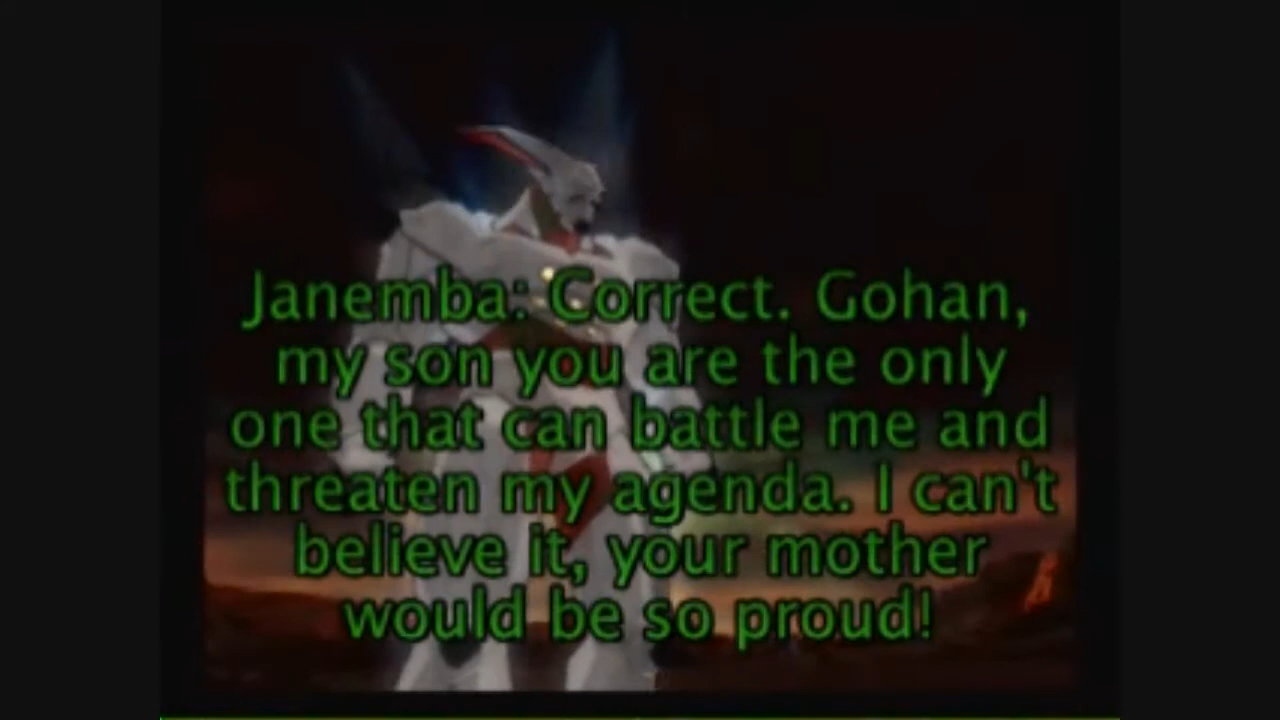 Janemba: Correct. Gohan,
my son you are the only
one that can battle me and
threaten my agenda. I can't
believe it, your mother
would be so proud!